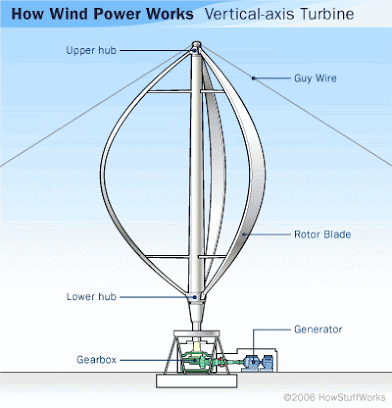 How Wind Power Works Vertical-axis Turbine
Upper hub
Guy Wire
Rotor Blade
Lower hub
Generator
Gearbox
©2006 HowStuffWorks